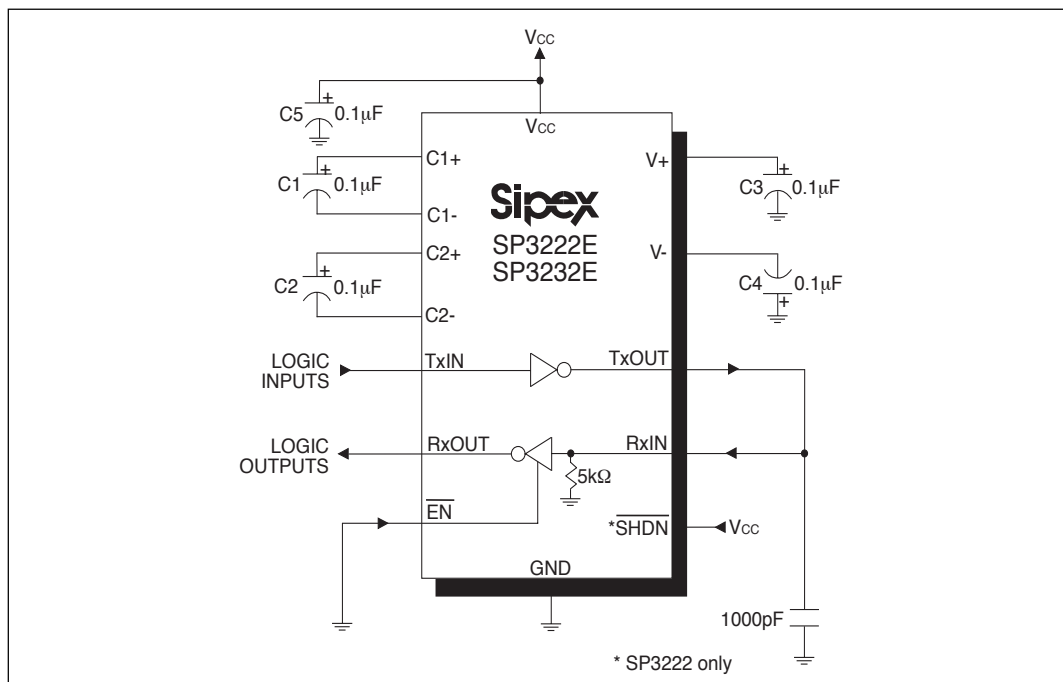 VCC
C5
+
0.1µF
VCC
C1+
C1
+
0.1µF
C1-
C2+
C2
+
0.1µF
C2-
Sipex
SP3222E
SP3232E
V+
C3
+
0.1µF
V-
C4
0.1µF
+
LOGIC
INPUTS
TxIN
TxOUT
LOGIC
OUTPUTS
RxOUT
RxIN
5kΩ
EN
*SHDN
VCC
GND
1000pF
* SP3222 only